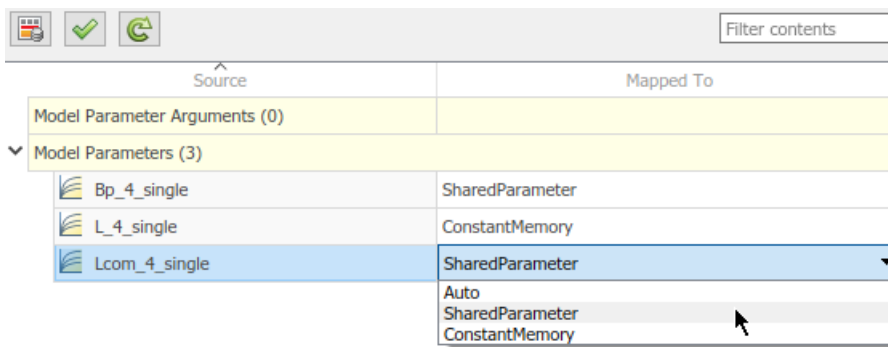 Filter contents
Source Mapped To
Model Parameter Arguments (0)
Model Parameters (3)
Bp_4_single SharedParameter
L_4_single ConstantMemory
Lcom_4_single SharedParameter
Auto
SharedParameter
ConstantMemory